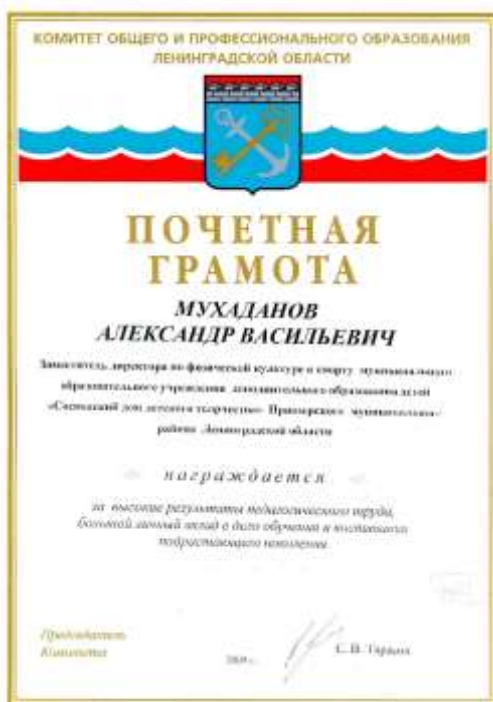 КОМИТЕТ ОБЩЕГО И ПРОФЕССИОНАЛЬНОГО ОБРАЗОВАНИЯ
ЛЕНИНГРАДСКОЙ ОБЛАСТИ
ПОЧЕТНАЯ
ГРАМОТА
МУХАДАНОВ
АЛЕКСАНДР ВАСИЛЬЕВИЧ
Заместитель директора по физической культуре и спорту муниципального
образовательного учреждения дополнительного образования детей
дом детского творчества» Приозерского муниципального
района Ленинградской области
награждается
за высокие результаты педагогического труда,
большой личный вклад в дело обучения и воспитания
подрастающего поколения.
Председатель
Комитета
С. В. Тарасов